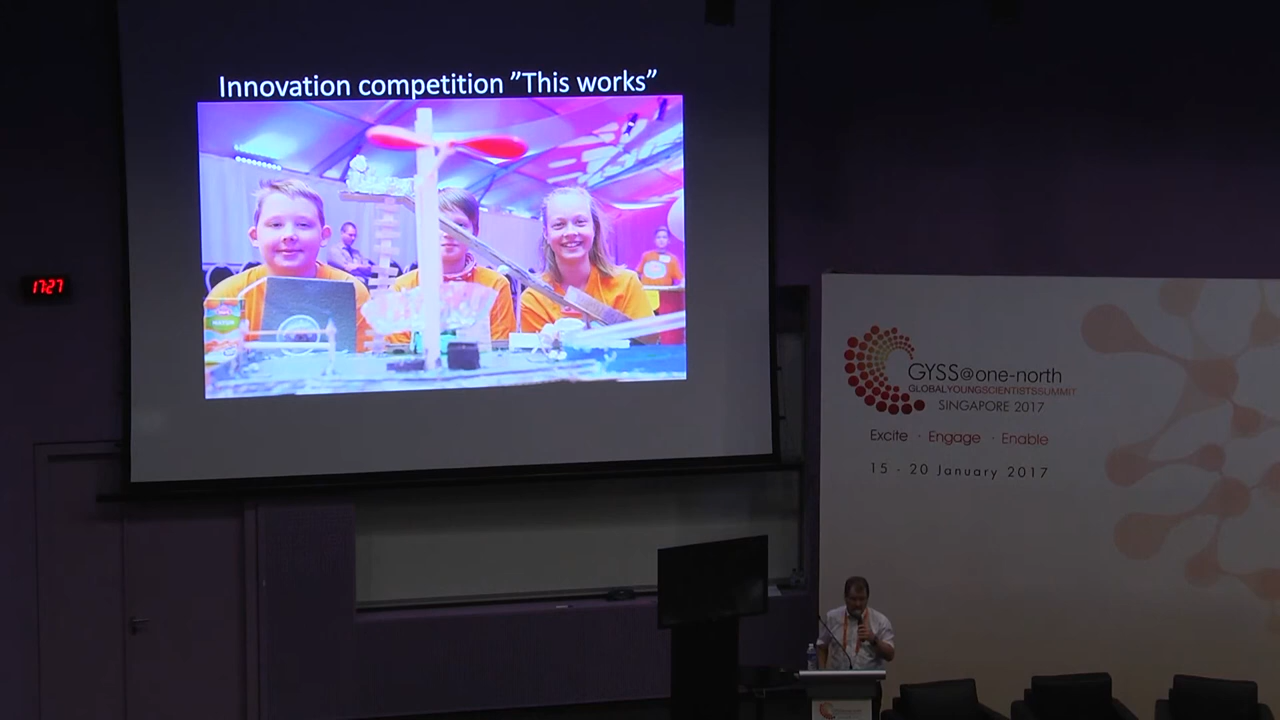 Innovation competition ”This works”
17:27
GYSS@one-north
GLOBALYOUNGSCIENTISTSSUMMIT
SINGAPORE 2017
Excite · Engage · Enable
15 - 20 January 2017